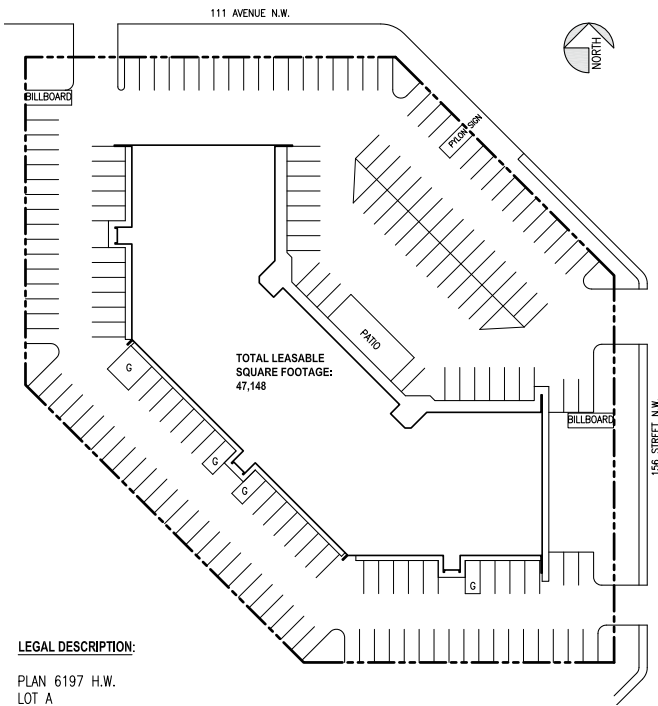 111 AVENUE N.W.
NORTH
BILLBOARD
PYLON SIGN
PATIO
TOTAL LEASABLE
SQUARE FOOTAGE:
47,148
G
G
G
BILLBOARD
156 STREET N.W.
G
LEGAL DESCRIPTION:
PLAN 6197 H.W.
LOT A